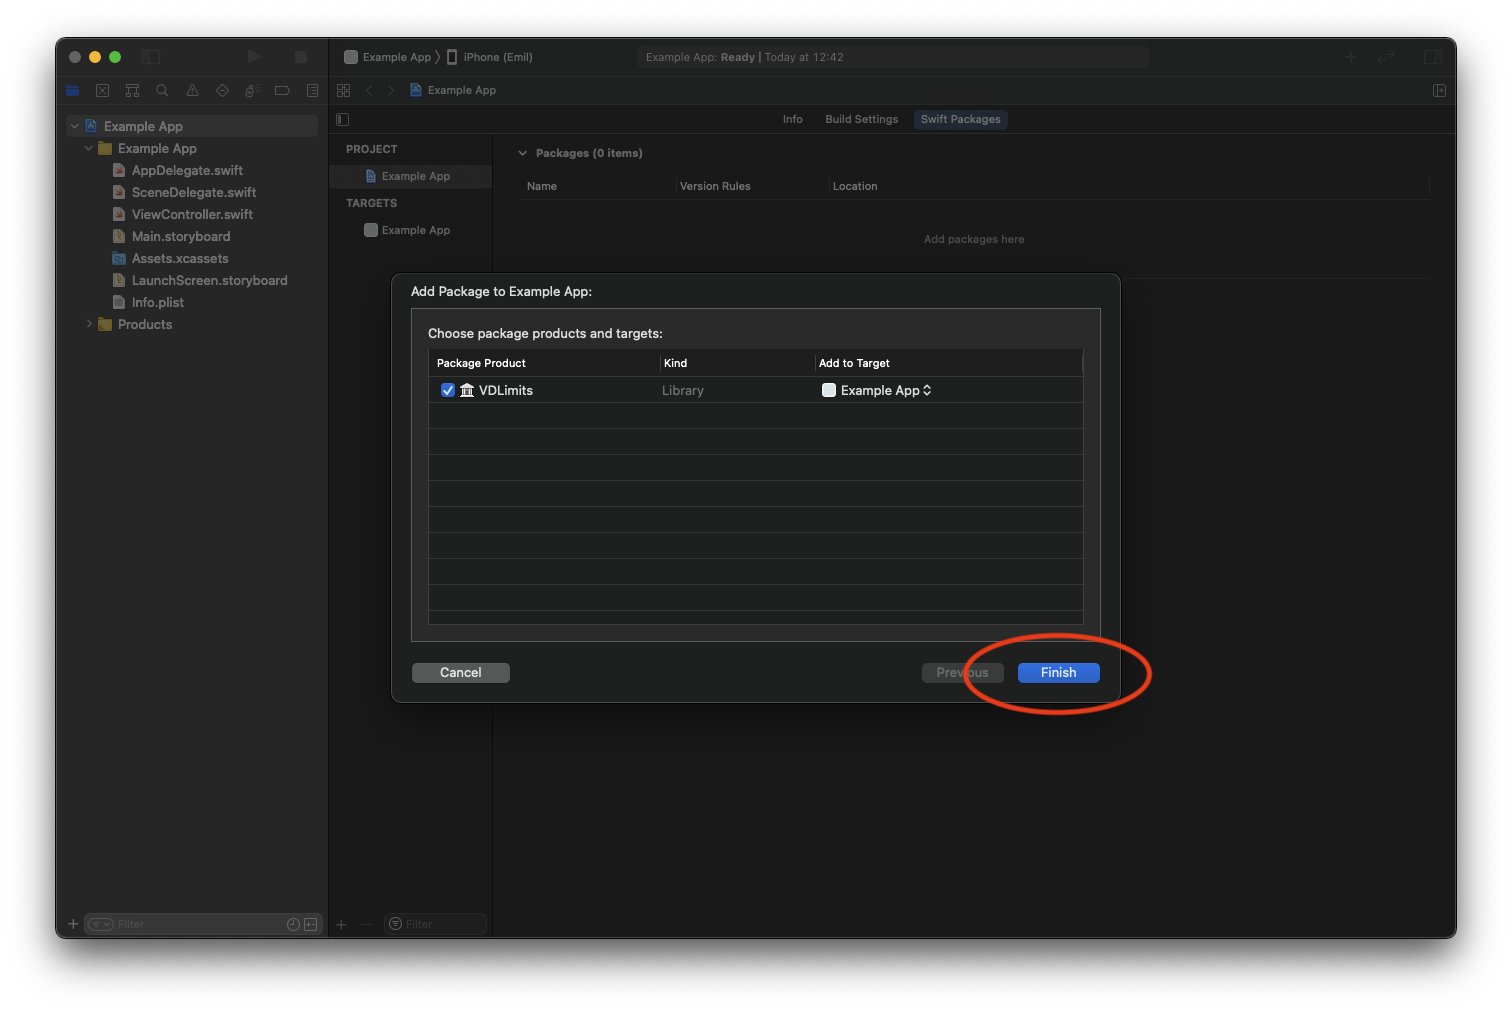 Example App
iPhone (Emil)
Example App: Ready | Today at 12:42
Example App
Info
Build Settings
Swift Packages
Example App
Example App
AppDelegate.swift
SceneDelegate.swift
ViewController.swift
Main.storyboard
Assets.xcassets
LaunchScreen.storyboard
Info.plist
Products
PROJECT
Example App
TARGETS
Example App
Packages (0 items)
Name
Version Rules
Location
Add packages here
Add Package to Example App:
Choose package products and targets:
Package Product
Kind
Add to Target
VDLimits
Library
Example App
Cancel
Previous
Finish
Filter
Filter